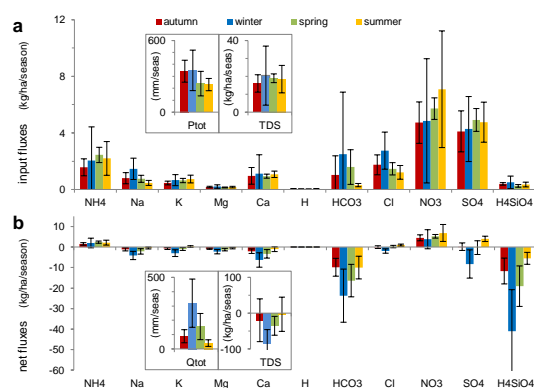 autumn winter spring summer
a
12
8
4
0
input fluxes (kg/ha/season)
600
0
(mm/seas)
Ptot
40
20
0
(kg/ha/seas)
TDS
NH4 Na K Mg Ca H HCO3 Cl NO3 SO4 H4SiO4
b
10
0
-10
-20
-30
-40
-50
-60
net fluxes (kg/ha/season)
500
0
(mm/seas)
Qtot
100
0
-100
(kg/ha/seas)
TDS
NH4 Na K Mg Ca H HCO3 Cl NO3 SO4 H4SiO4